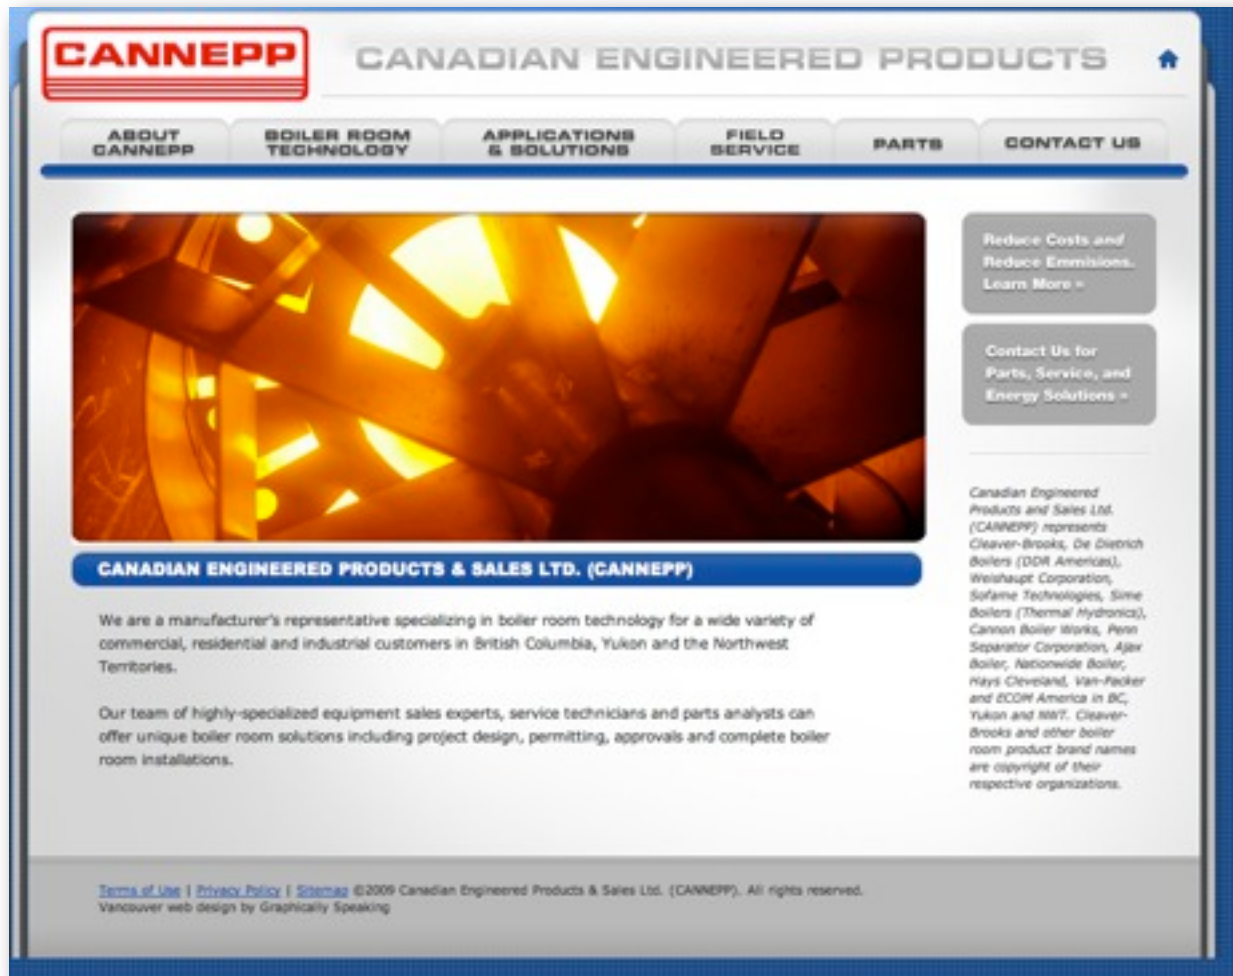 CANNEPP
CANADIAN ENGINEERED PRODUCTS
ABOUT
CANNEPP
BOILER ROOM
TECHNOLOGY
APPLICATIONS
& SOLUTIONS
FIELD
SERVICE
PARTS
CONTACT US
Reduce Costs and
Reduce Emmisions.
Learn More »
Contact Us for
Parts, Service, and
Energy Solutions »
CANADIAN ENGINEERED PRODUCTS & SALES LTD. (CANNEPP)
We are a manufacturer's representative specializing in boiler room technology for a wide variety of
commercial, residential and industrial customers in British Columbia, Yukon and the Northwest
Territories.
Our team of highly-specialized equipment sales experts, service technicians and parts analysts can
offer unique boiler room solutions including project design, permitting, approvals and complete boiler
room installations.
Canadian Engineered
Products and Sales Ltd.
(CANNEPP) represents
Cleaver-Brooks, De Dietrich
Boilers (DDR Americas),
Weishaupt Corporation,
Sofame Technologies, Sime
Boilers (Thermal Hydronics),
Cannon Boiler Works, Penn
Separator Corporation, Ajax
Boiler, Nationwide Boiler,
Hays Cleveland, Van-Packer
and ECOM America in BC,
Yukon and NWT. Cleaver-
Brooks and other boiler
room product brand names
are copyright of their
respective organizations.
Terms of Use | Privacy Policy | Sitemap ©2009 Canadian Engineered Products & Sales Ltd. (CANNEPP). All rights reserved.
Vancouver web design by Graphically Speaking